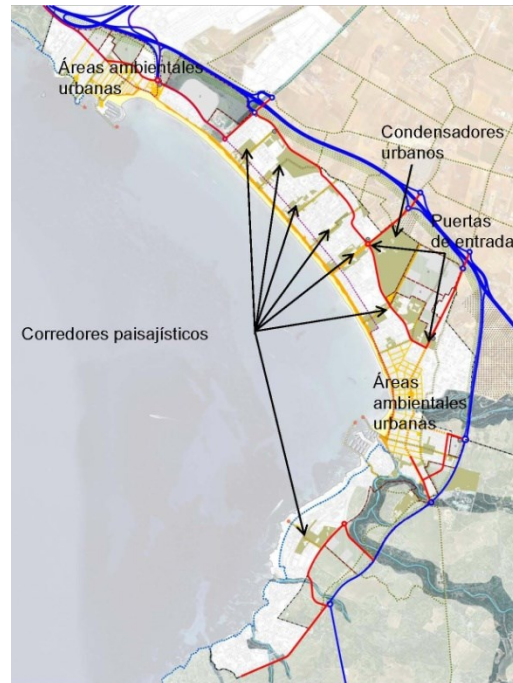 Áreas ambientales
urbanas
Condensadores
urbanos
Puertas
de entrada
Corredores paisajísticos
Áreas
ambientales
urbanas